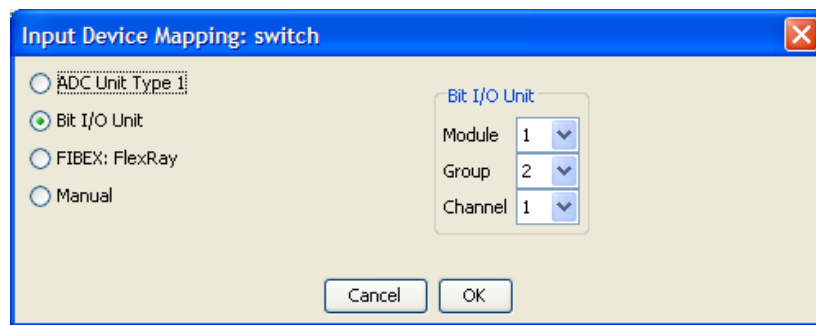 Input Device Mapping: switch
ADC Unit Type 1
Bit I/O Unit
FIBEX: FlexRay
Manual
Bit I/O Unit
Module 1
Group 2
Channel 1
Cancel OK